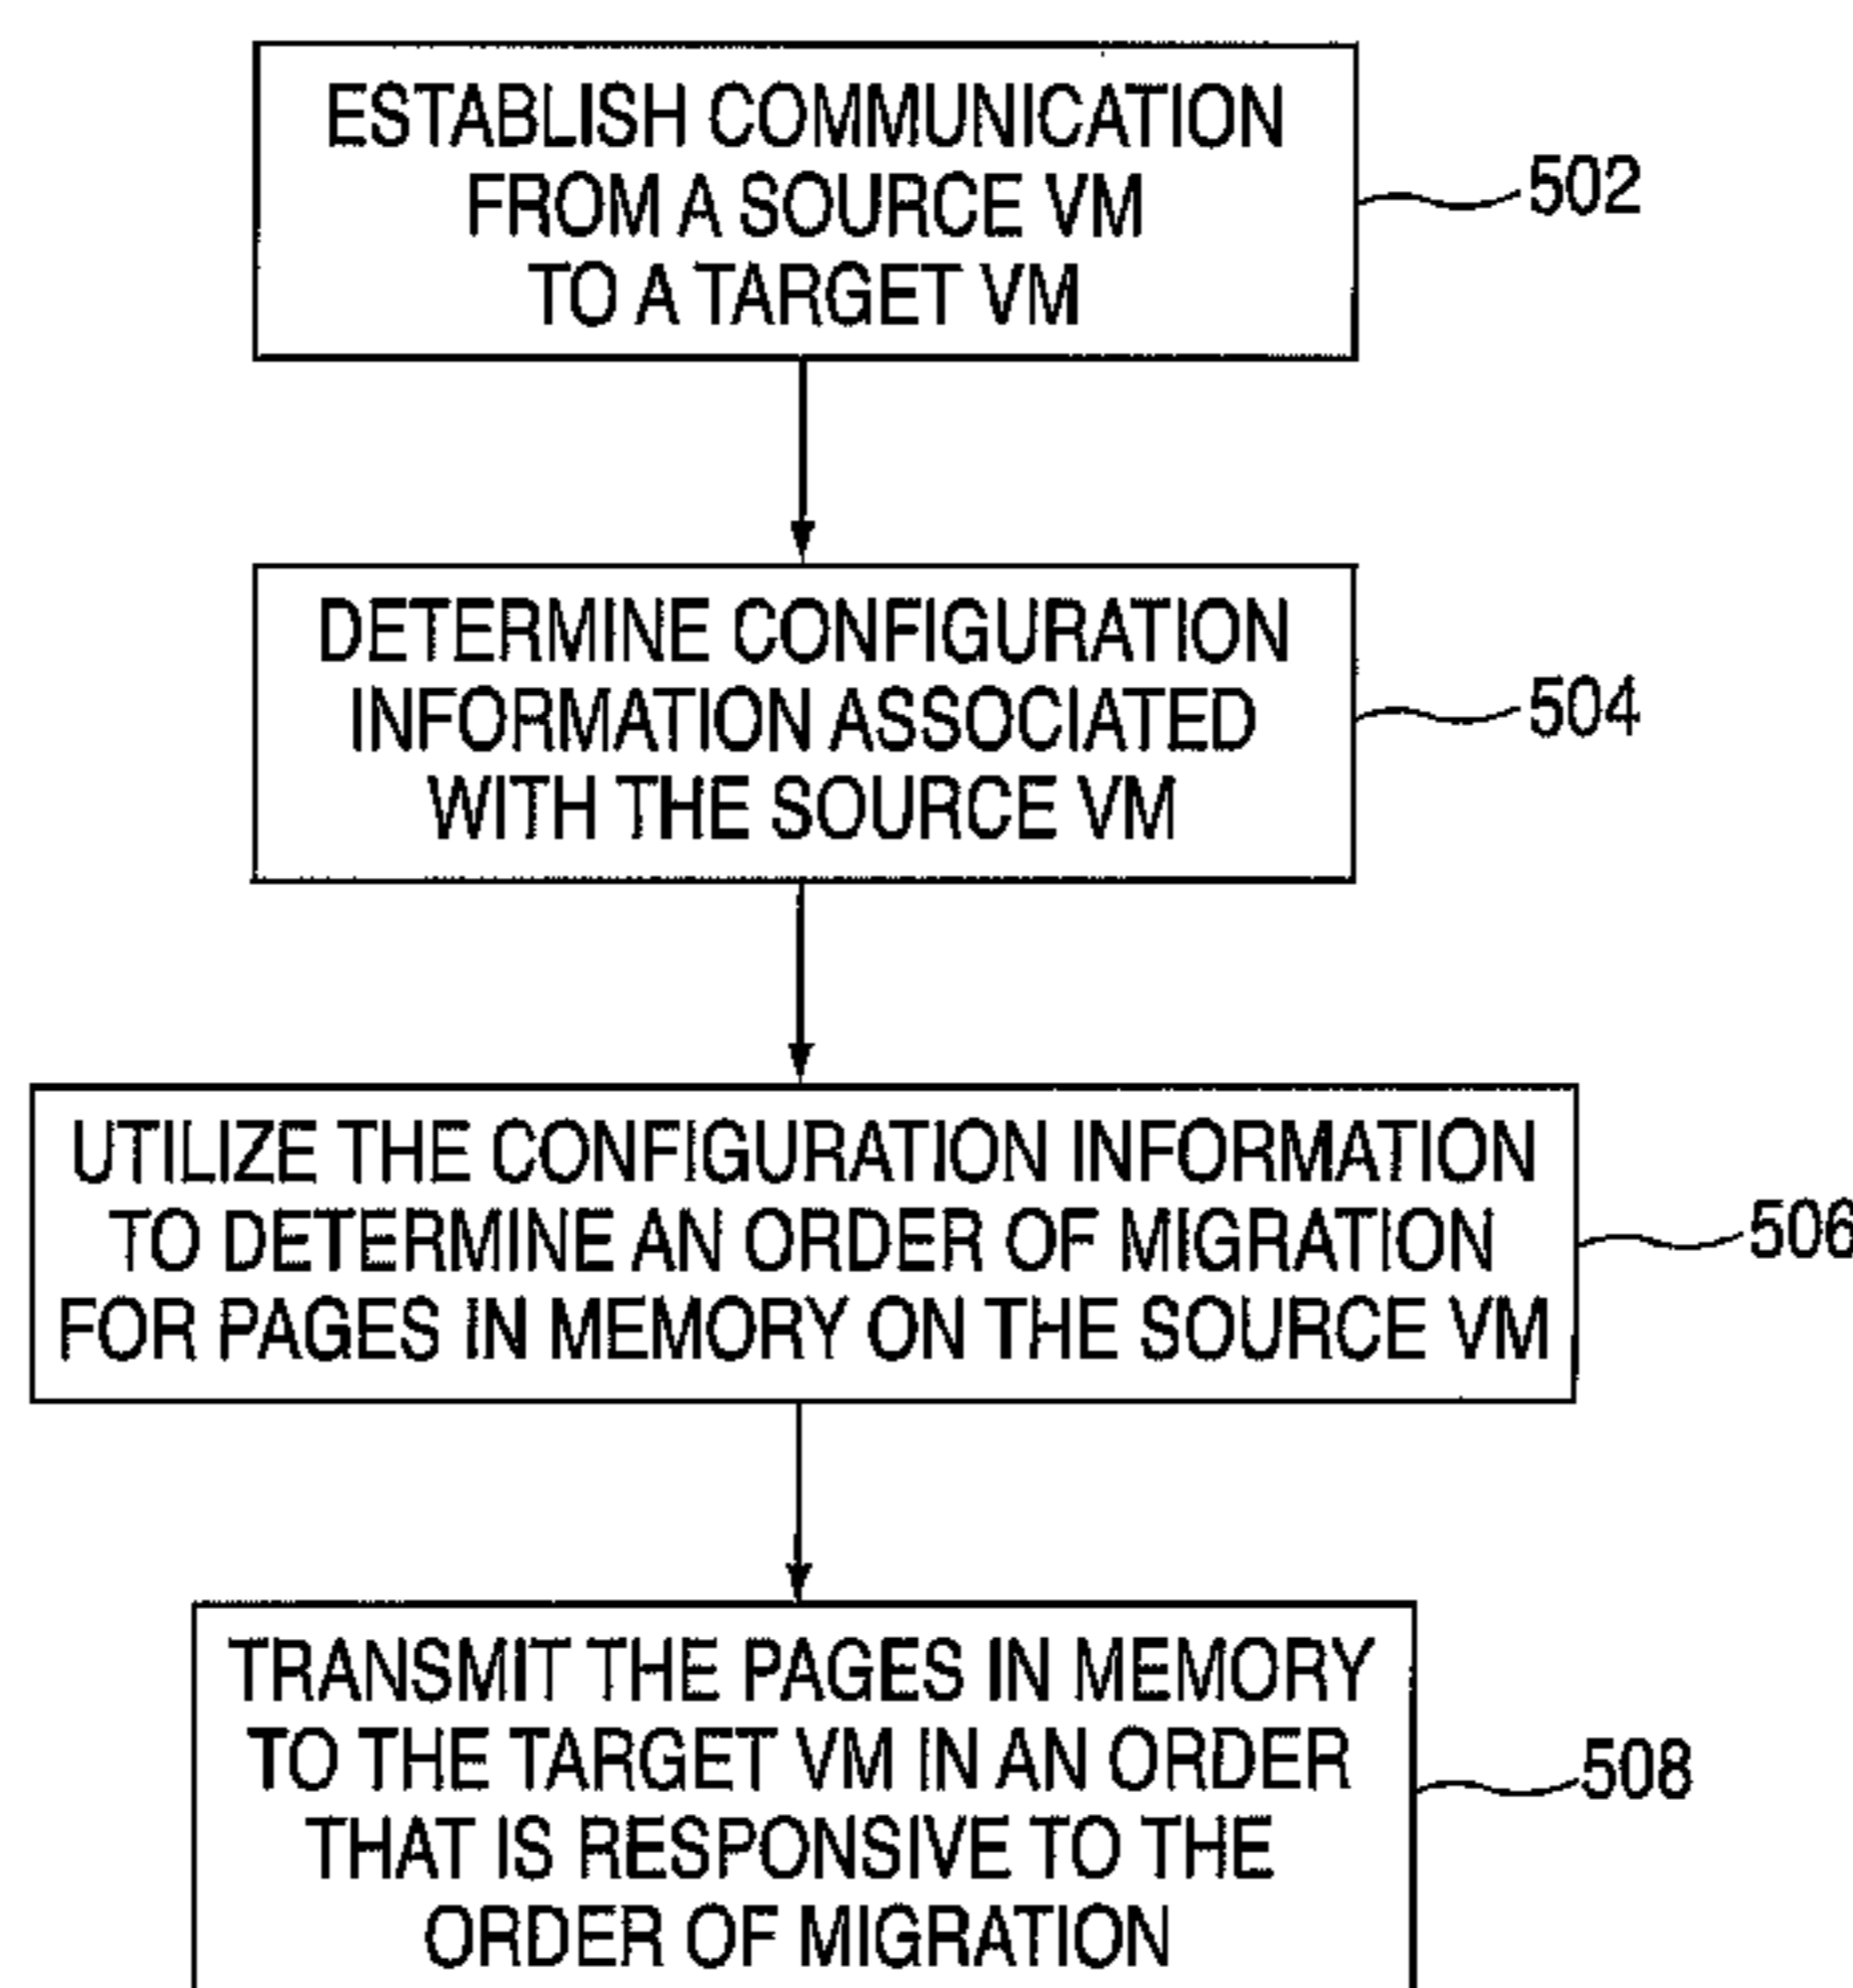 ESTABLISH COMMUNICATION
FROM A SOURCE VM
TO A TARGET VM
502
DETERMINE CONFIGURATION
INFORMATION ASSOCIATED
WITH THE SOURCE VM
504
UTILIZE THE CONFIGURATION INFORMATION
TO DETERMINE AN ORDER OF MIGRATION
FOR PAGES IN MEMORY ON THE SOURCE VM
506
TRANSMIT THE PAGES IN MEMORY
TO THE TARGET VM IN AN ORDER
THAT IS RESPONSIVE TO THE
ORDER OF MIGRATION
508